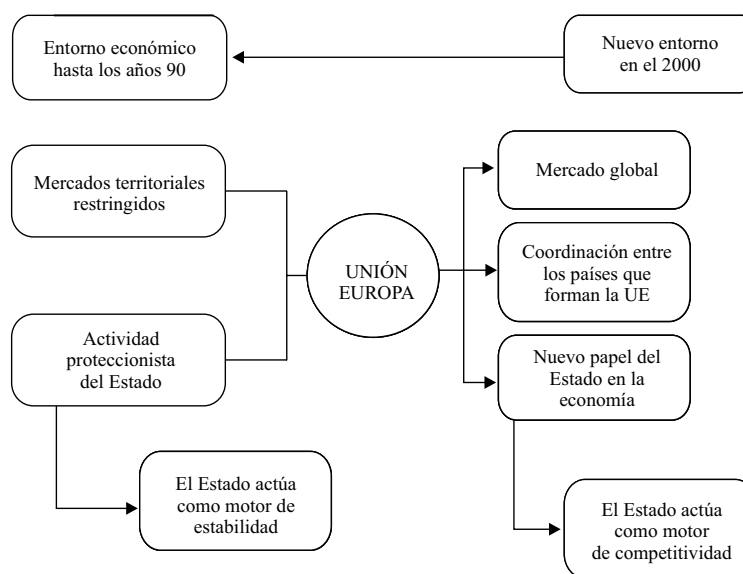 Entorno económico
hasta los años 90
Nuevo entorno
en el 2000
Mercados territoriales
restringidos
Actividad
proteccionista
del Estado
El Estado actúa
como motor de
estabilidad
UNIÓN
EUROPA
Mercado global
Coordinación entre
los países que
forman la UE
Nuevo papel del
Estado en la
economía
El Estado actúa
como motor
de competitividad